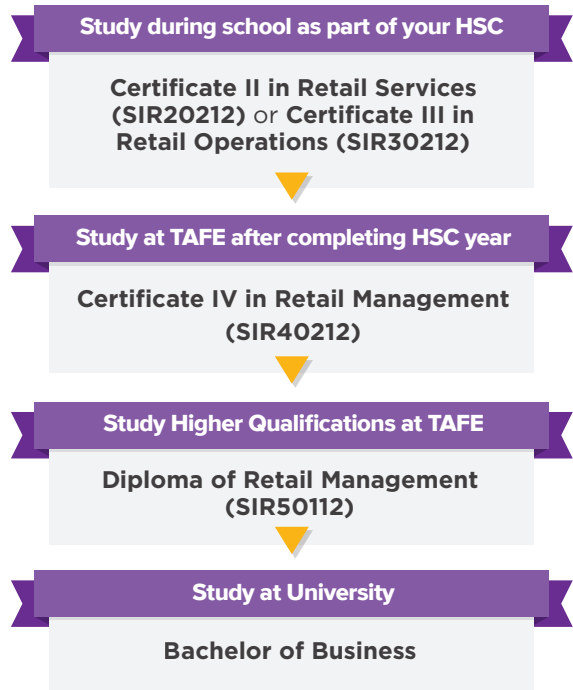 Study during school as part of your HSC
Certificate II in Retail Services
(SIR20212) or Certificate III in
Retail Operations (SIR30212)
Study at TAFE after completing HSC year
Certificate IV in Retail Management
(SIR40212)
Study Higher Qualifications at TAFE
Diploma of Retail Management
(SIR50112)
Study at University
Bachelor of Business